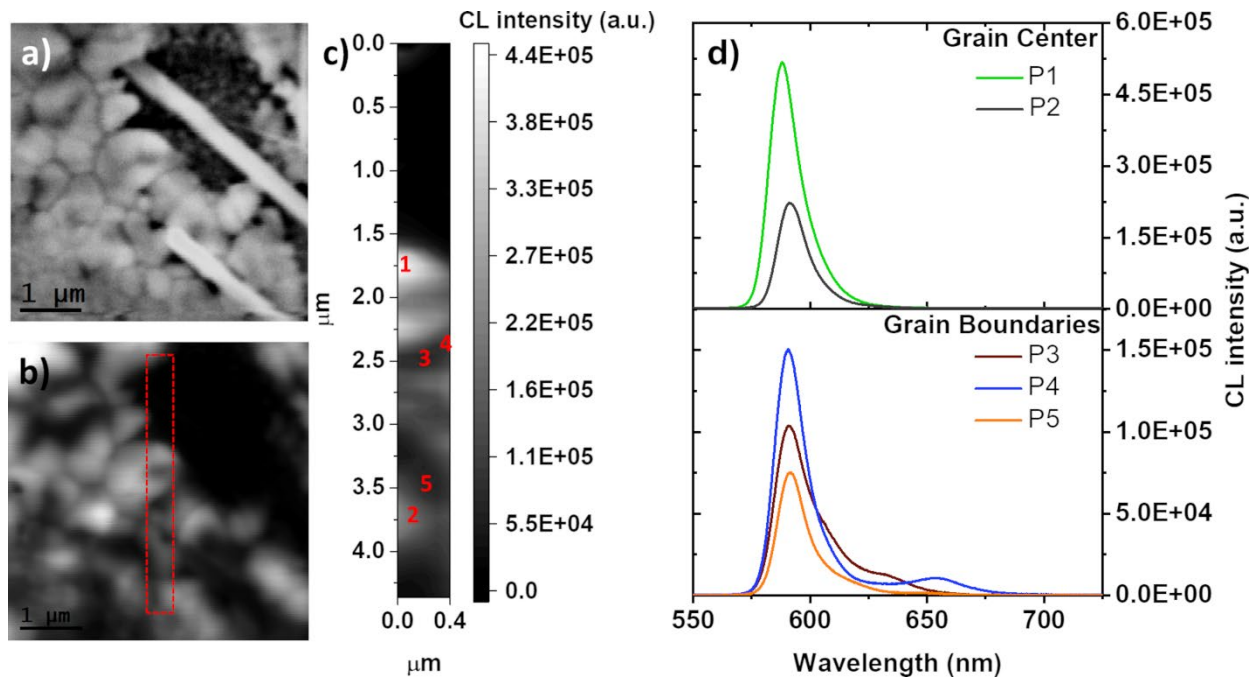 a)
1 μm
b)
1 μm
CL intensity (a.u.)
c)
0.0
0.5
1.0
1.5
2.0
2.5
3.0
3.5
4.0
μm
1
4
3
5
2
0.0 0.4
μm
4.4E+05
3.8E+05
3.3E+05
2.7E+05
2.2E+05
1.6E+05
1.1E+05
5.5E+04
0.0
d)
Grain Center
P1
P2
6.0E+05
4.5E+05
3.0E+05
1.5E+05
0.0E+00
Grain Boundaries
P3
P4
P5
1.5E+05
1.0E+05
5.0E+04
0.0E+00
CL intensity (a.u.)
550 600 650 700
Wavelength (nm)